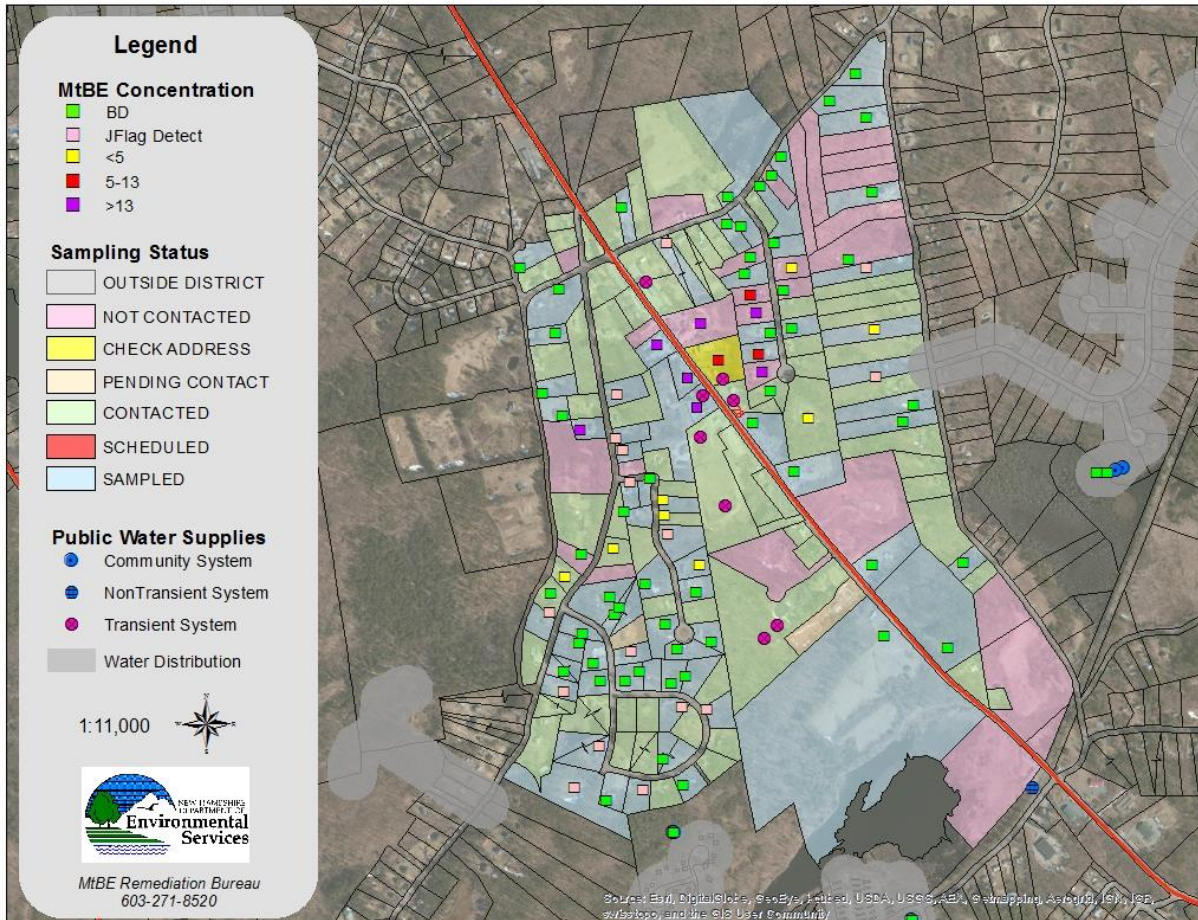 Legend
MtBE Concentration
BD
JFlag Detect
<5
5-13
>13
Sampling Status
OUTSIDE DISTRICT
NOT CONTACTED
CHECK ADDRESS
PENDING CONTACT
CONTACTED
SCHEDULED
SAMPLED
Public Water Supplies
Community System
NonTransient System
Transient System
Water Distribution
1:11,000
N
W E
S
NEW HAMPSHIRE
DEPARTMENT OF
Environmental
Services
MtBE Remediation Bureau
603-271-8520
Source: Esri, DigitalGlobe, GeoEye, i-cubed, USDA, USGS, AEX, Getmapping, Aerogrid, IGN, IGP,
swisstopo, and the GIS User Community